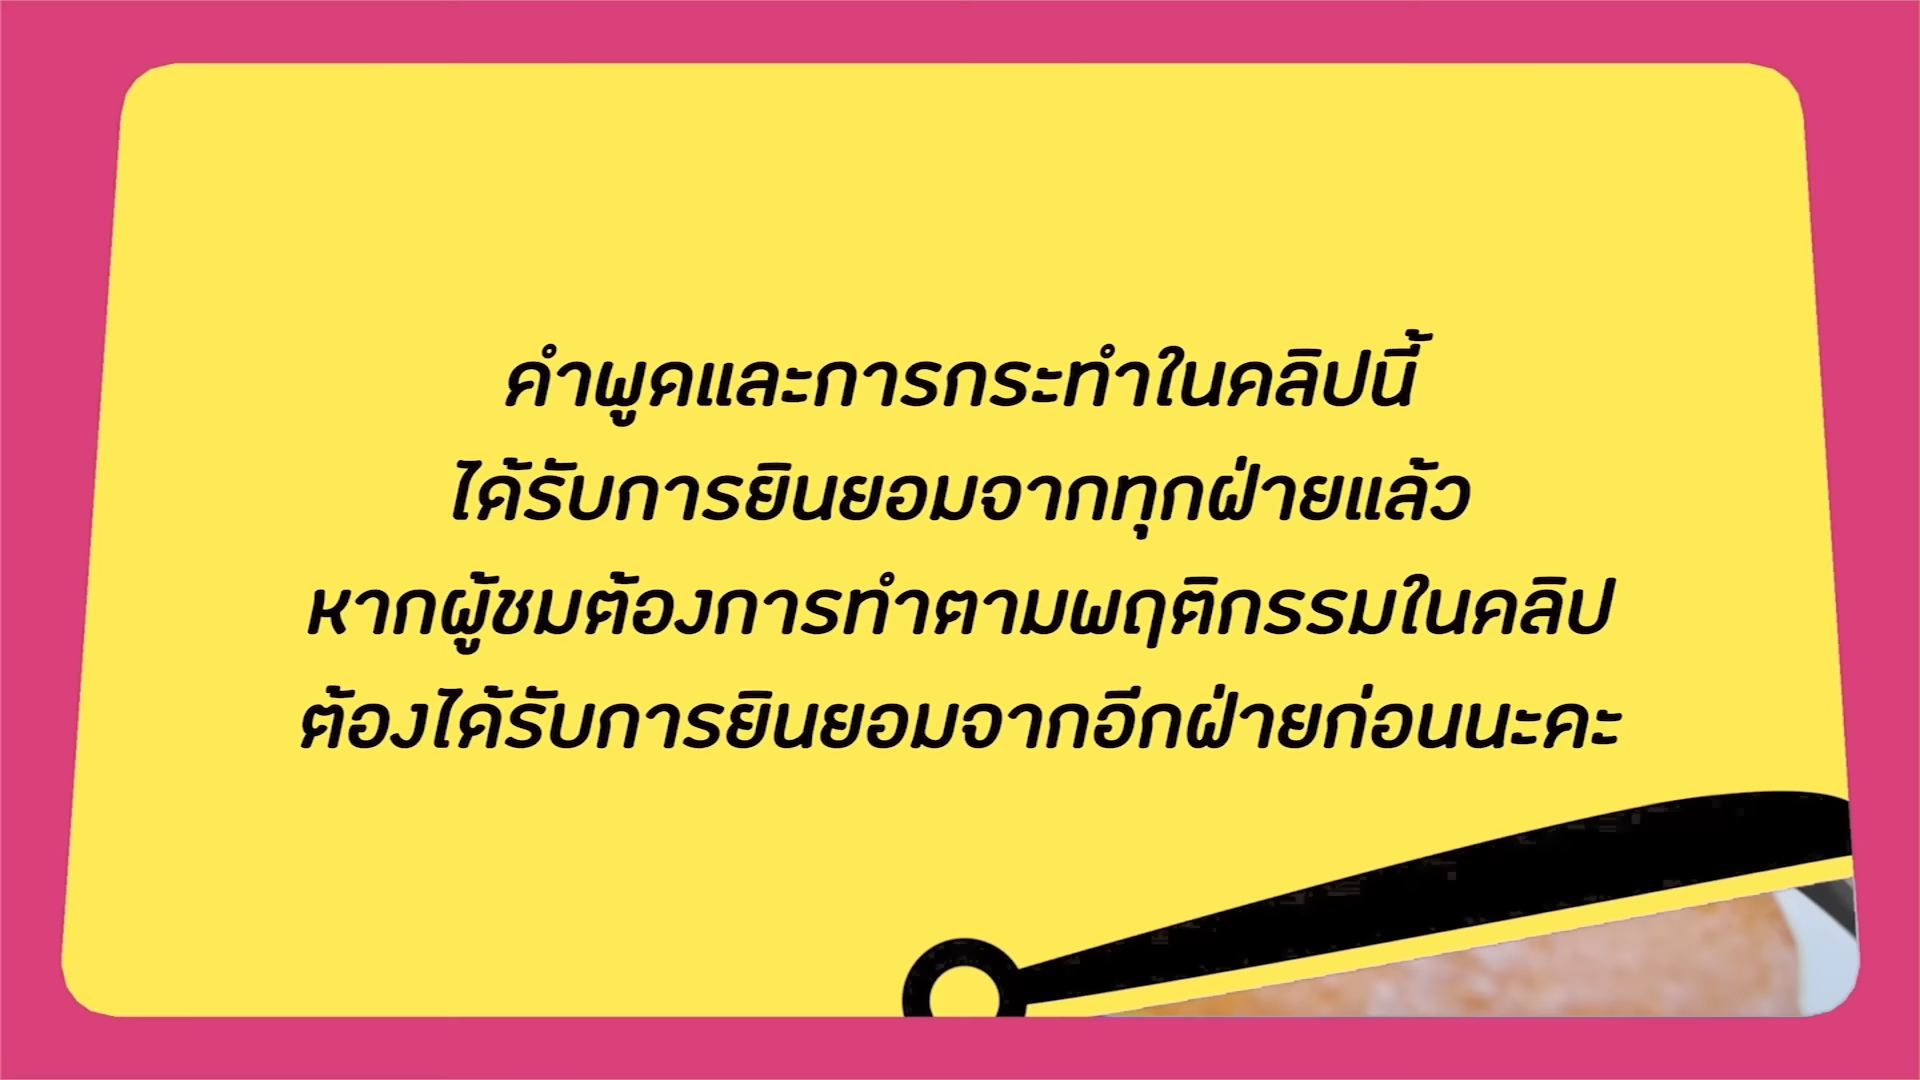 คำพูดและการกระทำในคลิปนี้
ได้รับการยินยอมจากทุกฝ่ายแล้ว
หากผู้ชมต้องการทำตามพฤติกรรมในคลิป
ต้องได้รับการยินยอมจากอีกฝ่ายก่อนนะคะ